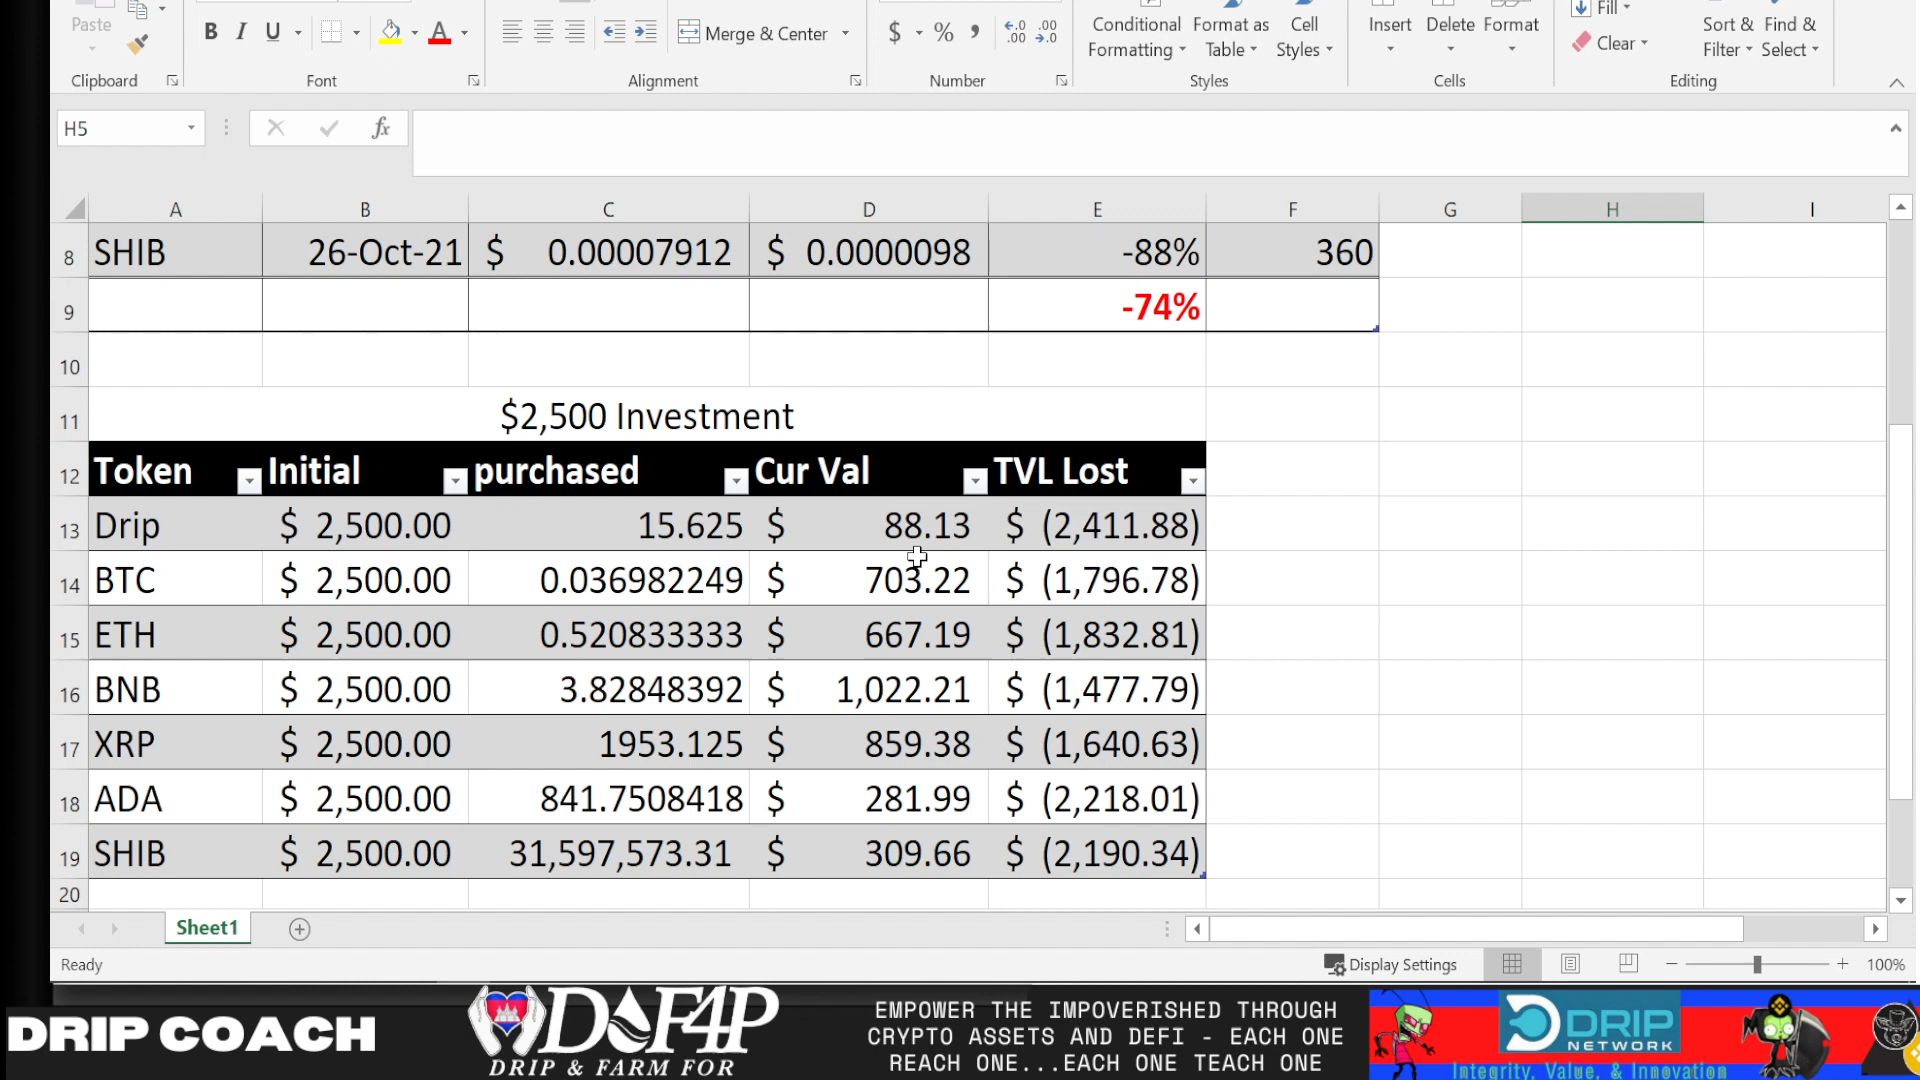 Paste
B I U A
Merge & Center
$ % ,
Conditional Formatting
Format as Table
Cell Styles
Insert Delete Format
Fill
Clear
Sort & Filter
Find & Select
Clipboard Font Alignment Number Styles Cells Editing
H5 fx
A B C D E F G H I
8 SHIB 26-Oct-21 $ 0.00007912 $ 0.0000098 -88% 360
9 -74%
10
11 $2,500 Investment
12 Token Initial purchased Cur Val TVL Lost
13 Drip $ 2,500.00 15.625 $ 88.13 $ (2,411.88)
14 BTC $ 2,500.00 0.036982249 $ 703.22 $ (1,796.78)
15 ETH $ 2,500.00 0.520833333 $ 667.19 $ (1,832.81)
16 BNB $ 2,500.00 3.82848392 $ 1,022.21 $ (1,477.79)
17 XRP $ 2,500.00 1953.125 $ 859.38 $ (1,640.63)
18 ADA $ 2,500.00 841.7508418 $ 281.99 $ (2,218.01)
19 SHIB $ 2,500.00 31,597,573.31 $ 309.66 $ (2,190.34)
20
Sheet1
Ready Display Settings 100%
DRIP COACH
D&F4P
DRIP & FARM FOR
EMPOWER THE IMPOVERISHED THROUGH
CRYPTO ASSETS AND DEFI - EACH ONE
REACH ONE...EACH ONE TEACH ONE
DRIP
NETWORK
Integrity, Value, & Innovation